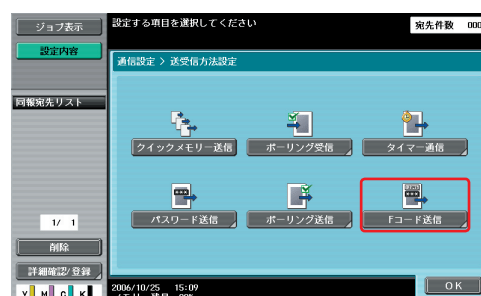 ジョブ表示
設定する項目を選択してください
宛先件数 000
設定内容
通信設定 > 送受信方法設定
同報宛先リスト
クイックメモリー送信
ポーリング受信
タイマー通信
パスワード送信
ポーリング送信
Fコード送信
1/ 1
削除
詳細確認/登録
2006/10/25 15:09
OK
Y M C K